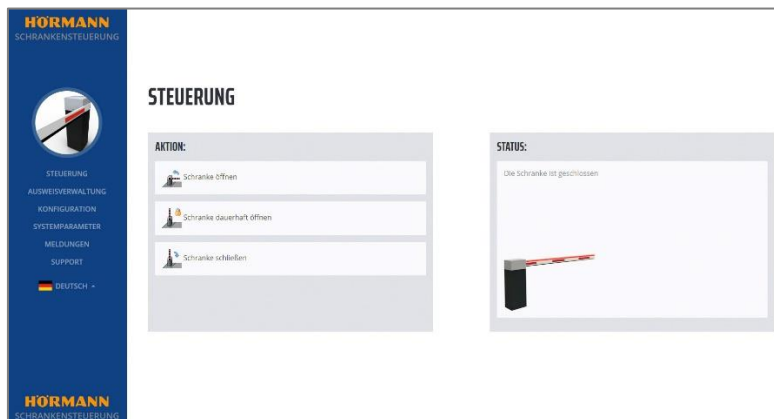 HÖRMANN
SCHRANKENSTEUERUNG
STEUERUNG
AUSWEISVERWALTUNG
KONFIGURATION
SYSTEMPARAMETER
MELDUNGEN
SUPPORT
DEUTSCH
HÖRMANN
SCHRANKENSTEUERUNG
STEUERUNG
AKTION:
Schranke öffnen
Schranke dauerhaft öffnen
Schranke schließen
STATUS:
Die Schranke ist geschlossen